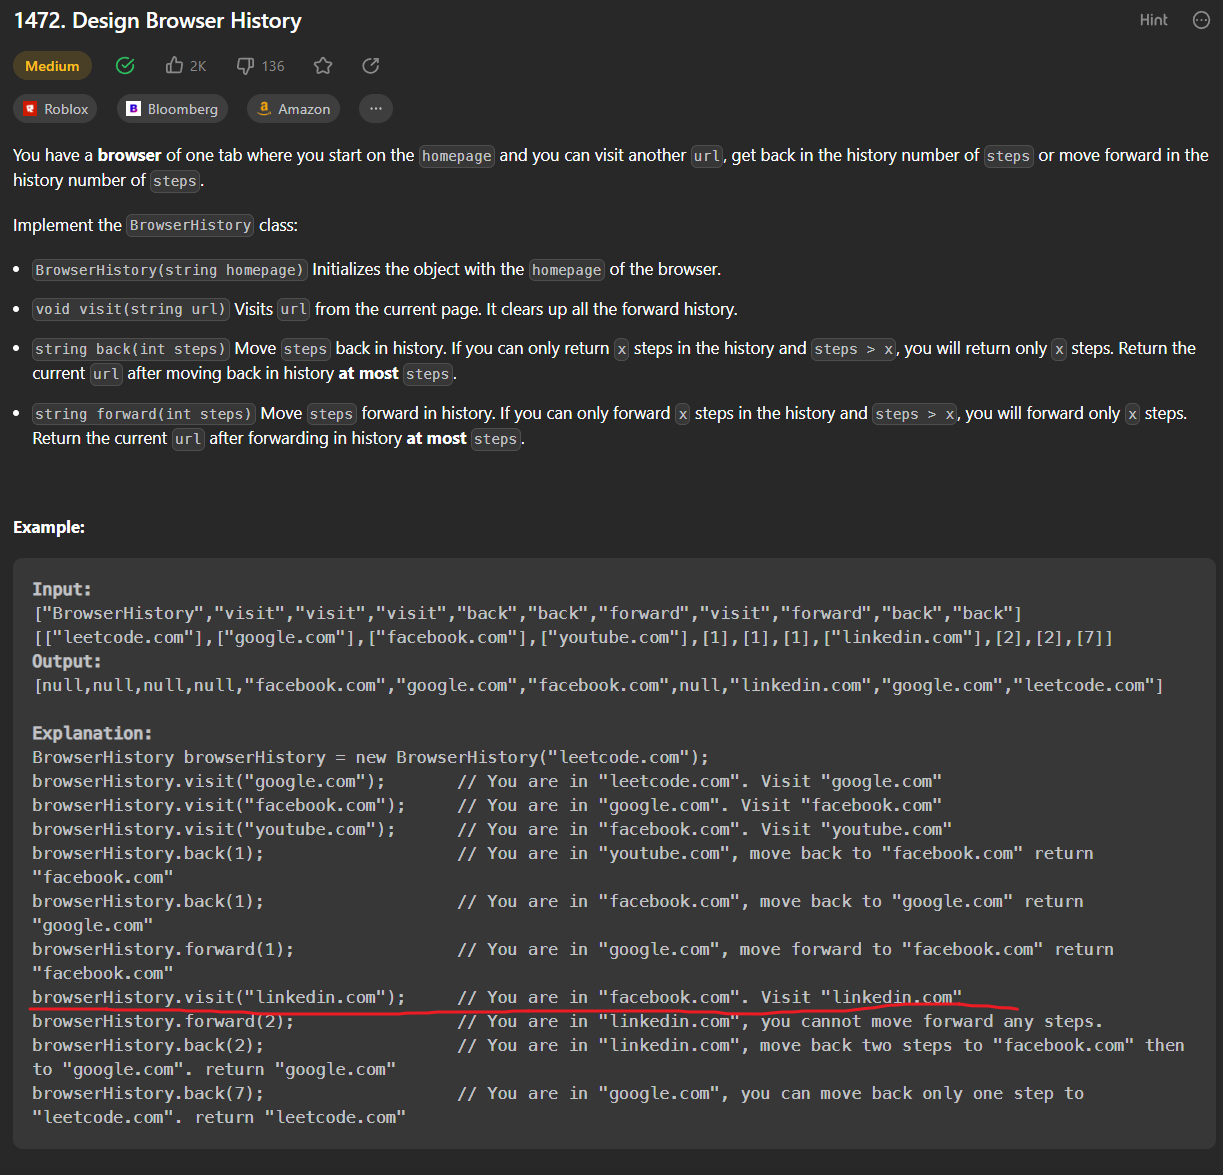 1472. Design Browser History
Hint
Medium
2K
136
Roblox
B Bloomberg
a Amazon
...
You have a browser of one tab where you start on the homepage and you can visit another url, get back in the history number of steps or move forward in the
history number of steps.
Implement the BrowserHistory class:
• BrowserHistory(string homepage) Initializes the object with the homepage of the browser.
• void visit(string url) Visits url from the current page. It clears up all the forward history.
• string back(int steps) Move steps back in history. If you can only return x steps in the history and steps > x, you will return only x steps. Return the
current url after moving back in history at most steps.
• string forward(int steps) Move steps forward in history. If you can only forward x steps in the history and steps > x, you will forward only x steps.
Return the current url after forwarding in history at most steps.
Example:
Input:
["BrowserHistory","visit","visit","visit","back","back","forward","visit","forward","back","back"]
[["leetcode.com"],["google.com"],["facebook.com"],["youtube.com"],[1],[1],[1],["linkedin.com"],[2],[2],[7]]
Output:
[null,null,null,null,"facebook.com","google.com","facebook.com",null,"linkedin.com","google.com","leetcode.com"]
Explanation:
BrowserHistory browserHistory = new BrowserHistory("leetcode.com");
browserHistory.visit("google.com");       // You are in "leetcode.com". Visit "google.com"
browserHistory.visit("facebook.com");     // You are in "google.com". Visit "facebook.com"
browserHistory.visit("youtube.com");      // You are in "facebook.com". Visit "youtube.com"
browserHistory.back(1);                   // You are in "youtube.com", move back to "facebook.com" return
"facebook.com"
browserHistory.back(1);                   // You are in "facebook.com", move back to "google.com" return
"google.com"
browserHistory.forward(1);                // You are in "google.com", move forward to "facebook.com" return
"facebook.com"
browserHistory.visit("linkedin.com");     // You are in "facebook.com". Visit "linkedin.com"
browserHistory.forward(2);                // You are in "linkedin.com", you cannot move forward any steps.
browserHistory.back(2);                   // You are in "linkedin.com", move back two steps to "facebook.com" then
to "google.com". return "google.com"
browserHistory.back(7);                   // You are in "google.com", you can move back only one step to
"leetcode.com". return "leetcode.com"